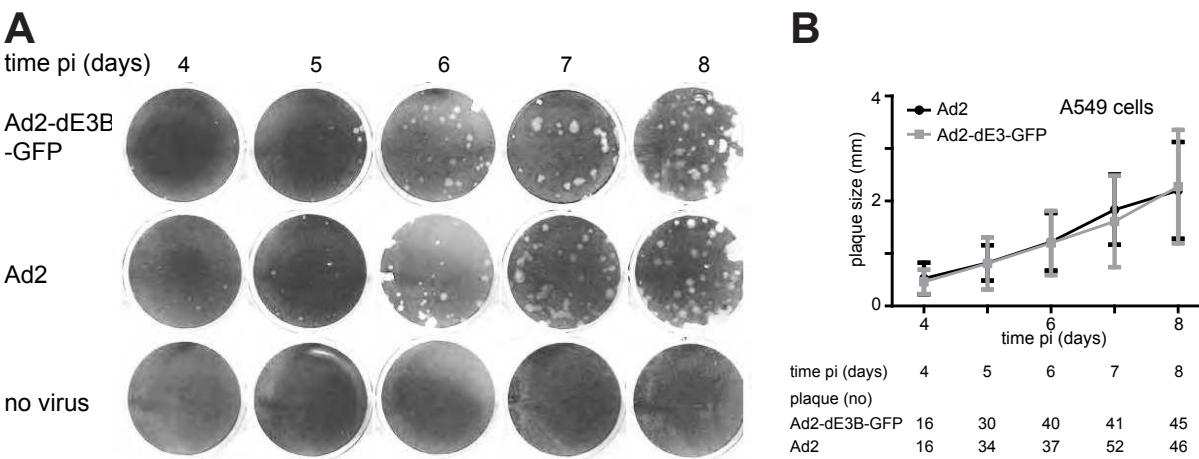 A
time pi (days) 4 5 6 7 8
Ad2-dE3B
-GFP
Ad2
no virus
B
4
2
0
plaque size (mm)
Ad2
Ad2-dE3-GFP
A549 cells
4 6 8
time pi (days)
time pi (days) 4 5 6 7 8
plaque (no)
Ad2-dE3B-GFP 16 30 40 41 45
Ad2 16 34 37 52 46